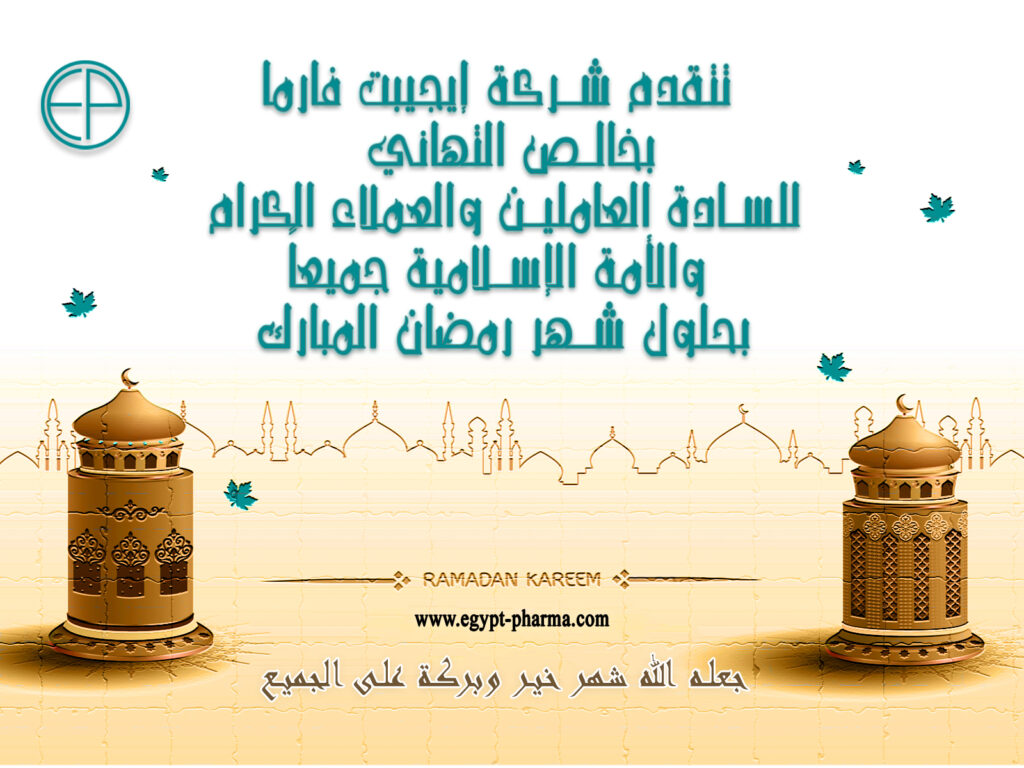 EP
تتقدم شركة إيجيبت فارما
بخالص التهاني
للسادة العاملين والعملاء الكرام
والأمة الإسلامية جميعاً
بحلول شهر رمضان المبارك
RAMADAN KAREEM
www.egypt-pharma.com
جعله الله شهر خير وبركة على الجميع